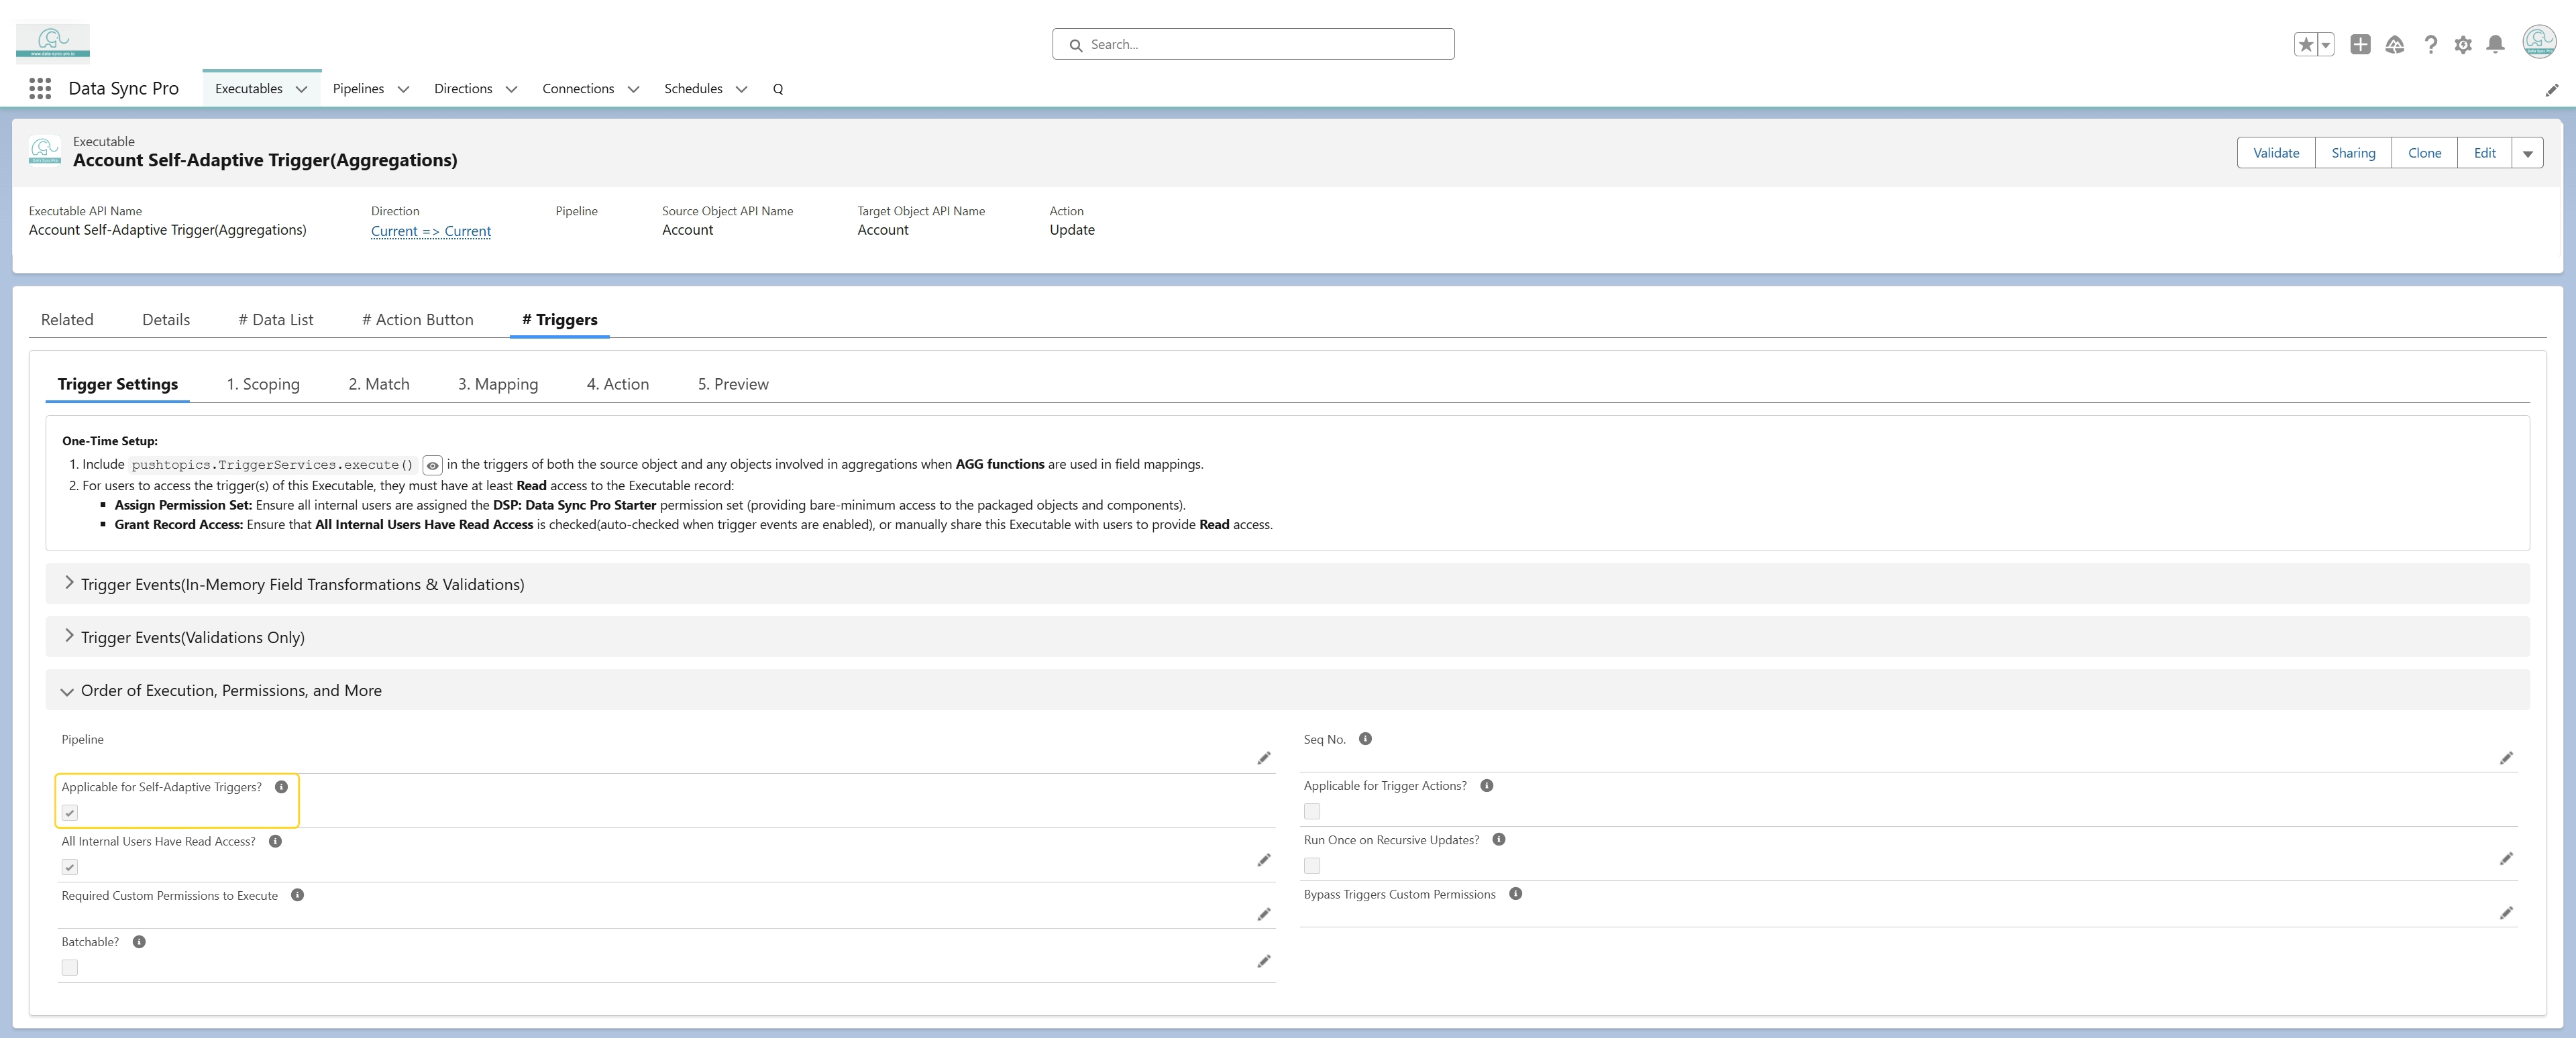 www.data-sync-pro.io
Search...
Data Sync Pro
Executables
Pipelines
Directions
Connections
Schedules
Q
Executable
Account Self-Adaptive Trigger(Aggregations)
Validate
Sharing
Clone
Edit
Executable API Name
Account Self-Adaptive Trigger(Aggregations)
Direction
Current => Current
Pipeline
Source Object API Name
Account
Target Object API Name
Account
Action
Update
Related
Details
# Data List
# Action Button
# Triggers
Trigger Settings
1. Scoping
2. Match
3. Mapping
4. Action
5. Preview
One-Time Setup:
1. Include pushtopics.TriggerServices.execute() in the triggers of both the source object and any objects involved in aggregations when AGG functions are used in field mappings.
2. For users to access the trigger(s) of this Executable, they must have at least Read access to the Executable record:
▪ Assign Permission Set: Ensure all internal users are assigned the DSP: Data Sync Pro Starter permission set (providing bare-minimum access to the packaged objects and components).
▪ Grant Record Access: Ensure that All Internal Users Have Read Access is checked(auto-checked when trigger events are enabled), or manually share this Executable with users to provide Read access.
Trigger Events(In-Memory Field Transformations & Validations)
Trigger Events(Validations Only)
Order of Execution, Permissions, and More
Pipeline
Seq No.
Applicable for Self-Adaptive Triggers?
Applicable for Trigger Actions?
All Internal Users Have Read Access?
Run Once on Recursive Updates?
Required Custom Permissions to Execute
Bypass Triggers Custom Permissions
Batchable?